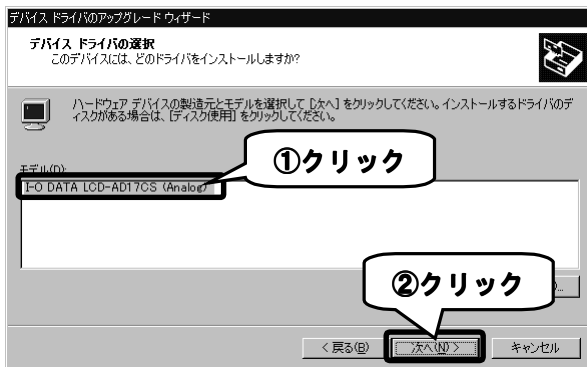 デバイス ドライバのアップグレード ウィザード
デバイス ドライバの選択
このデバイスには、どのドライバをインストールしますか?
ハードウェア デバイスの製造元とモデルを選択して [次へ] をクリックしてください。インストールするドライバのデ
ィスクがある場合は、[ディスク使用] をクリックしてください。
①クリック
モデル(D):
I-O DATA LCD-AD17CS (Analog)
②クリック
< 戻る(B)
次へ(N) >
キャンセル